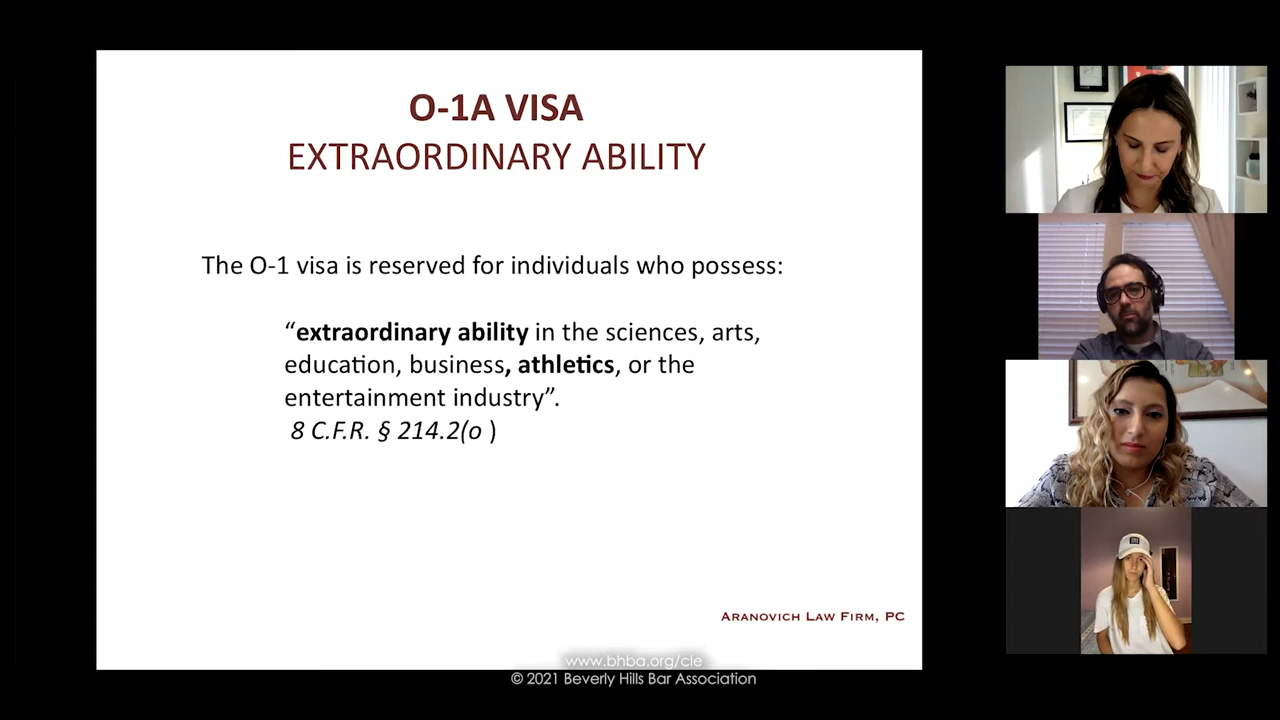 O-1A VISA
EXTRAORDINARY ABILITY
The O-1 visa is reserved for individuals who possess:
“extraordinary ability in the sciences, arts,
education, business, athletics, or the
entertainment industry”.
8 C.F.R. § 214.2(o )
ARANOVICH LAW FIRM, PC
www.bhba.org/cle
© 2021 Beverly Hills Bar Association